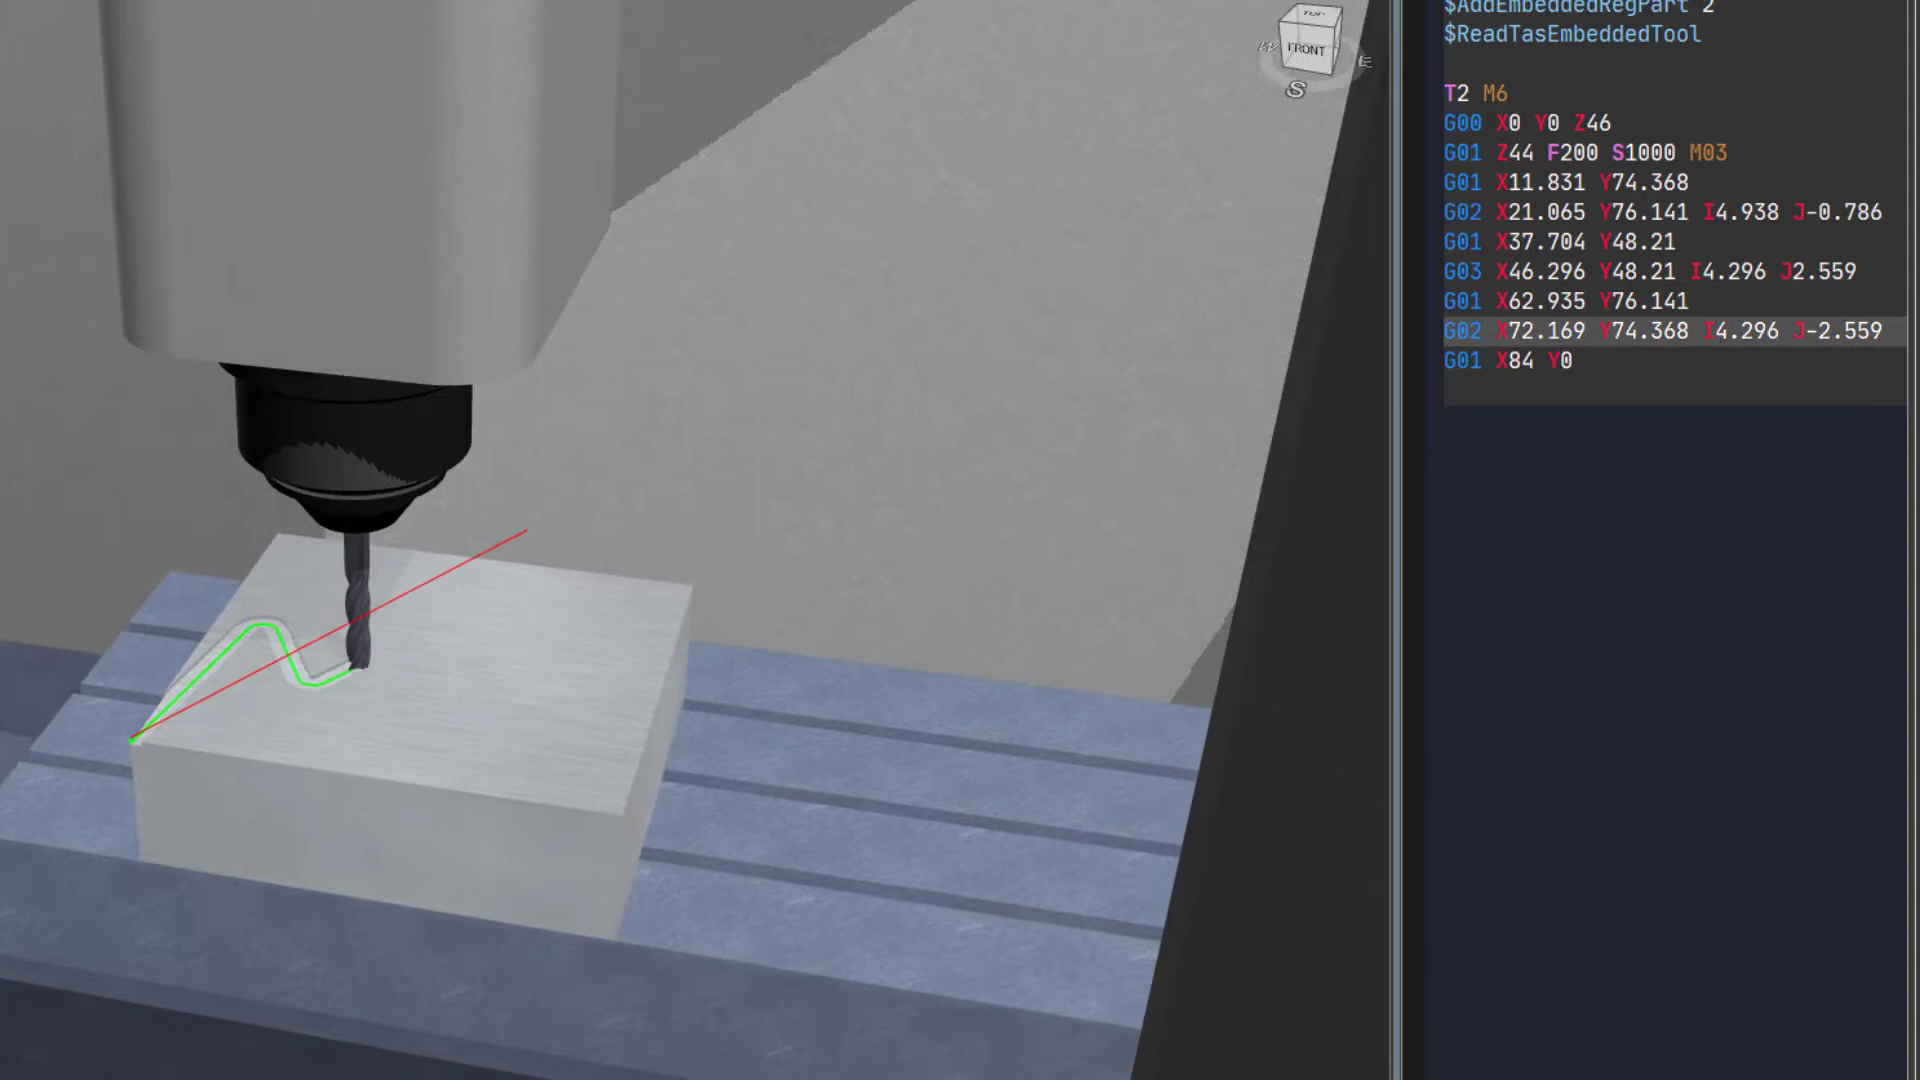 TOP
FRONT
W
E
S
$AddEmbeddedRegPart 2
$ReadTasEmbeddedTool
T2 M6
G00 X0 Y0 Z46
G01 Z44 F200 S1000 M03
G01 X11.831 Y74.368
G02 X21.065 Y76.141 I4.938 J-0.786
G01 X37.704 Y48.21
G03 X46.296 Y48.21 I4.296 J2.559
G01 X62.935 Y76.141
G02 X72.169 Y74.368 I4.296 J-2.559
G01 X84 Y0